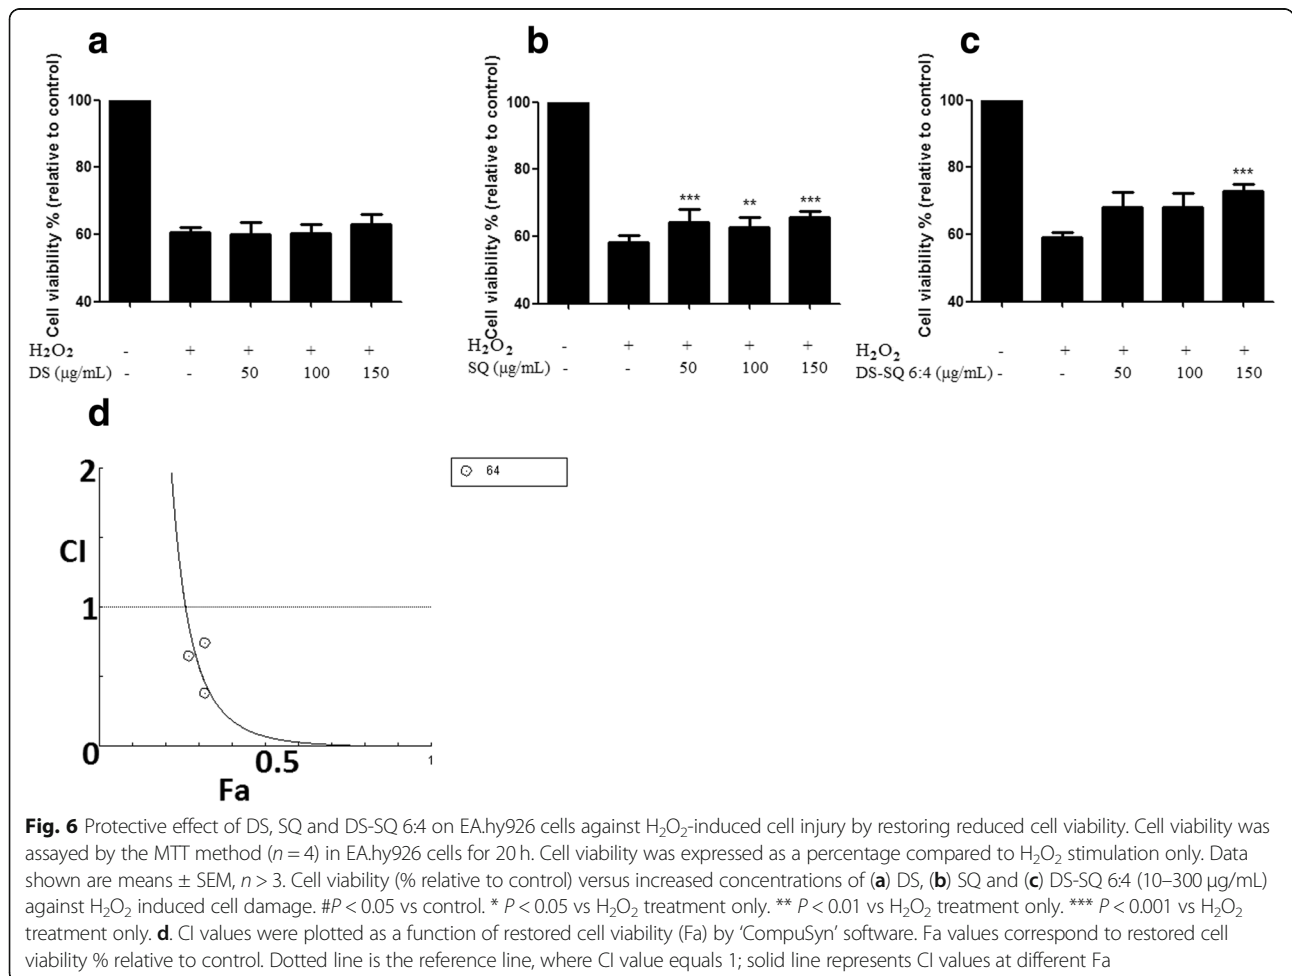 a
Cell viability % (relative to control)
100
80
60
40
***
H₂O₂ - + + + +
DS (µg/mL) - - 50 100 150
b
Cell viability % (relative to control)
100
80
60
40
*** ** ***
H₂O₂ - + + + +
SQ (µg/mL) - - 50 100 150
c
Cell viability % (relative to control)
100
80
60
40
***
H₂O₂ - + + + +
DS-SQ 6:4 (µg/mL) - - 50 100 150
d
2
CI
1
0
0.5
1
Fa
64
Fig. 6 Protective effect of DS, SQ and DS-SQ 6:4 on EA.hy926 cells against H₂O₂-induced cell injury by restoring reduced cell viability. Cell viability was
assayed by the MTT method (n = 4) in EA.hy926 cells for 20 h. Cell viability was expressed as a percentage compared to H₂O₂ stimulation only. Data
shown are means ± SEM, n > 3. Cell viability (% relative to control) versus increased concentrations of (a) DS, (b) SQ and (c) DS-SQ 6:4 (10–300 µg/mL)
against H₂O₂ induced cell damage. #P < 0.05 vs control. * P < 0.05 vs H₂O₂ treatment only. ** P < 0.01 vs H₂O₂ treatment only. *** P < 0.001 vs H₂O₂
treatment only. d. CI values were plotted as a function of restored cell viability (Fa) by ‘CompuSyn’ software. Fa values correspond to restored cell
viability % relative to control. Dotted line is the reference line, where CI value equals 1; solid line represents CI values at different Fa